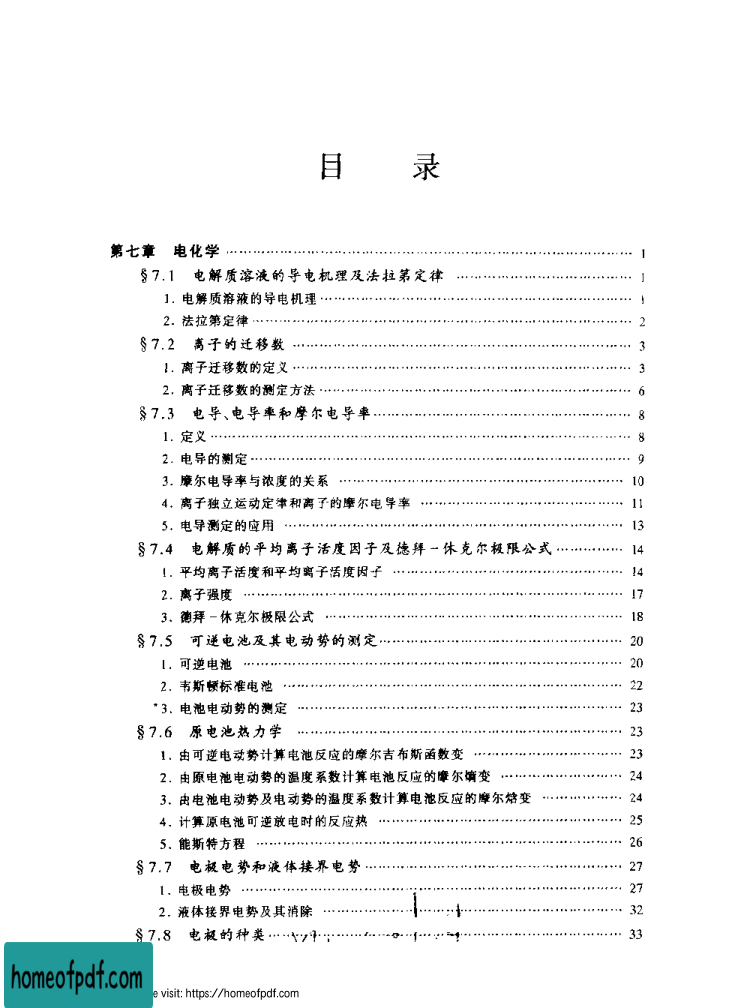 目 录
第七章 电化学 …… 1
§7.1 电解质溶液的导电机理及法拉第定律 …… 1
1. 电解质溶液的导电机理 …… 1
2. 法拉第定律 …… 2
§7.2 离子的迁移数 …… 3
1. 离子迁移数的定义 …… 3
2. 离子迁移数的测定方法 …… 6
§7.3 电导、电导率和摩尔电导率 …… 8
1. 定义 …… 8
2. 电导的测定 …… 9
3. 摩尔电导率与浓度的关系 …… 10
4. 离子独立运动定律和离子的摩尔电导率 …… 11
5. 电导测定的应用 …… 13
§7.4 电解质的平均离子活度因子及德拜-休克尔极限公式 …… 14
1. 平均离子活度和平均离子活度因子 …… 14
2. 离子强度 …… 17
3. 德拜-休克尔极限公式 …… 18
§7.5 可逆电池及其电动势的测定 …… 20
1. 可逆电池 …… 20
2. 韦斯顿标准电池 …… 22
*3. 电池电动势的测定 …… 23
§7.6 原电池热力学 …… 23
1. 由可逆电动势计算电池反应的摩尔吉布斯函数变 …… 23
2. 由原电池电动势的温度系数计算电池反应的摩尔熵变 …… 24
3. 由电池电动势及电动势的温度系数计算电池反应的摩尔焓变 …… 24
4. 计算原电池可逆放电时的反应热 …… 25
5. 能斯特方程 …… 26
§7.7 电极电势和液体接界电势 …… 27
1. 电极电势 …… 27
2. 液体接界电势及其消除 …… 32
§7.8 电极的种类 …… 33
homeofpdf.com
e visit: https://homeofpdf.com